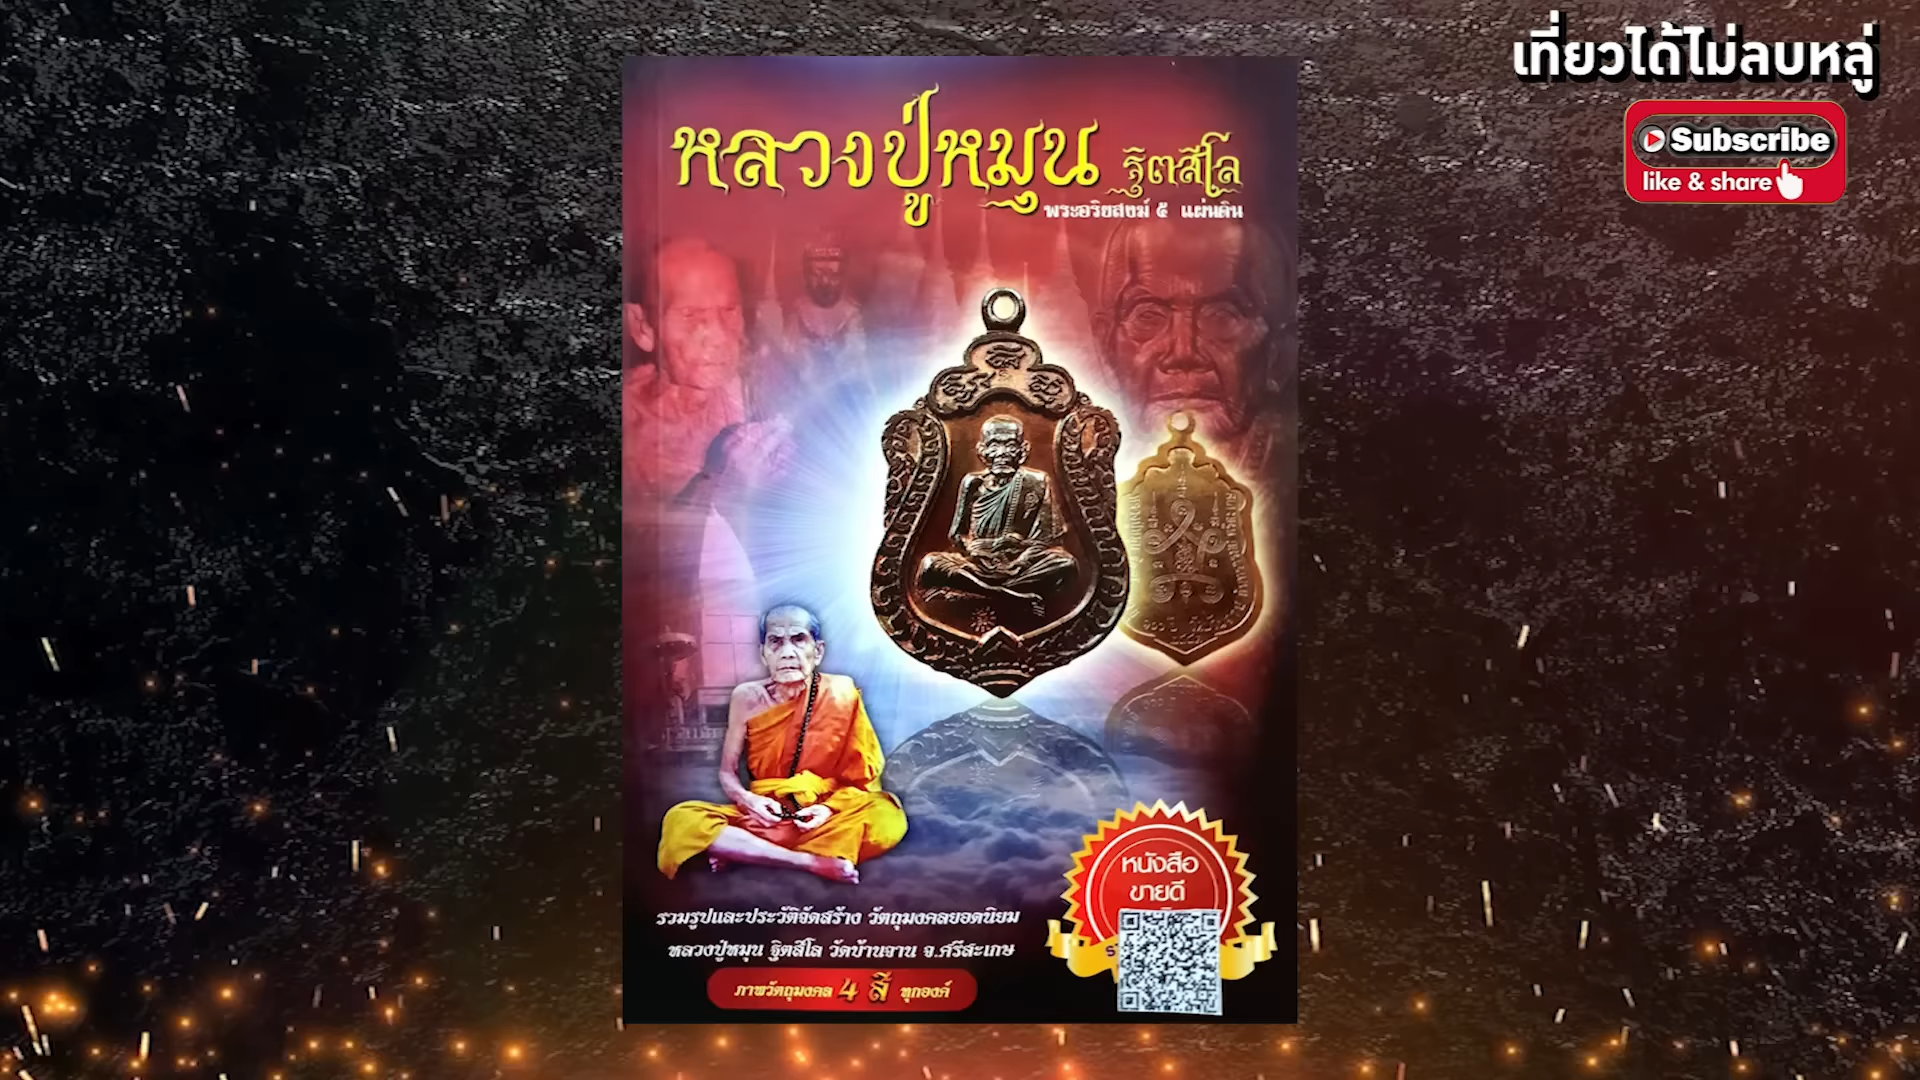 เที่ยวได้ไม่ลบหลู่
Subscribe
like & share
หลวงปู่หมุน ฐิตสีโล
พระอริยสงฆ์ ๕ แผ่นดิน
หนังสือ
ขายดี
รวมรูปและประวัติจัดสร้าง วัตถุมงคลยอดนิยม
หลวงปู่หมุน ฐิตสีโล วัดบ้านจาน จ.ศรีสะเกษ
ภาพวัตถุมงคล 4 สี ทุกองค์